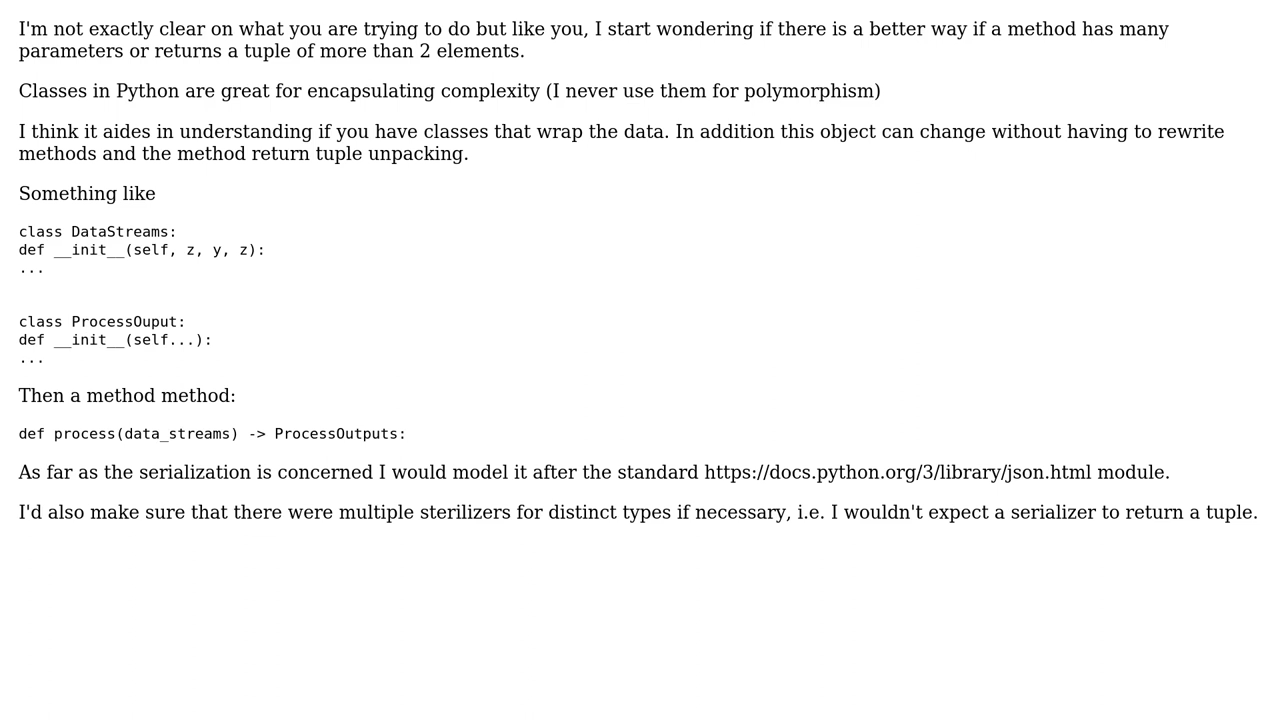 I'm not exactly clear on what you are trying to do but like you, I start wondering if there is a better way if a method has many
parameters or returns a tuple of more than 2 elements.
Classes in Python are great for encapsulating complexity (I never use them for polymorphism)
I think it aides in understanding if you have classes that wrap the data. In addition this object can change without having to rewrite
methods and the method return tuple unpacking.
Something like
class DataStreams:
def __init__(self, z, y, z):
...
class ProcessOuput:
def __init__(self...):
...
Then a method method:
def process(data_streams) -> ProcessOutputs:
As far as the serialization is concerned I would model it after the standard https://docs.python.org/3/library/json.html module.
I'd also make sure that there were multiple sterilizers for distinct types if necessary, i.e. I wouldn't expect a serializer to return a tuple.